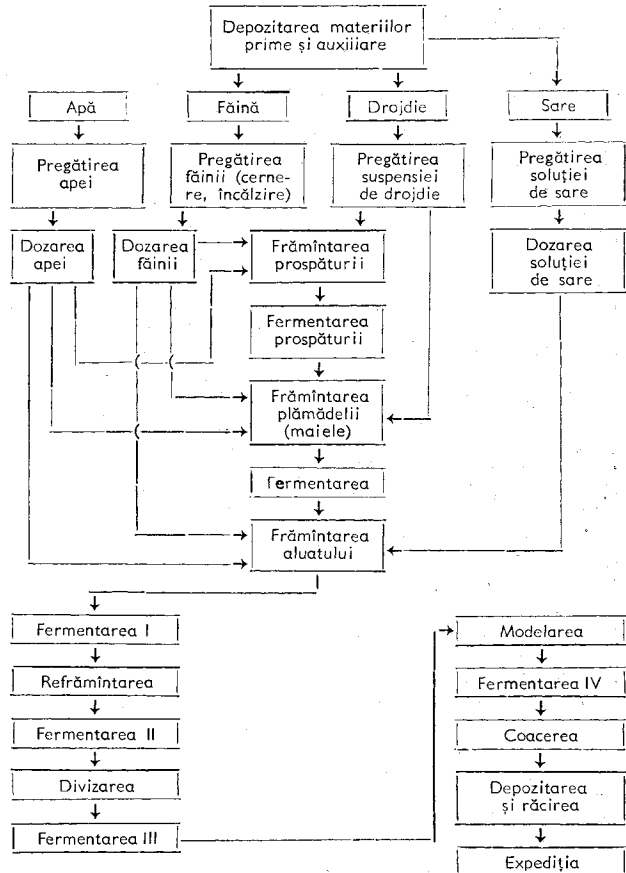 Depozitarea materiilor
prime și auxiliare
Apă
Făină
Drojdie
Sare
Pregătirea
apei
Pregătirea
făinii (cerne-
re, încălzire)
Pregătirea
suspensiei
de drojdie
Pregătirea
soluției
de sare
Dozarea
apei
Dozarea
făinii
Frămîntarea
prospăturii
Dozarea
soluției
de sare
Fermentarea
prospăturii
Frămîntarea
plămădelii
(maiele)
Fermentarea
Frămîntarea
aluatului
Fermentarea I
Refrămîntarea
Fermentarea II
Divizarea
Fermentarea III
Modelarea
Fermentarea IV
Coacerea
Depozitarea
și răcirea
Expediția